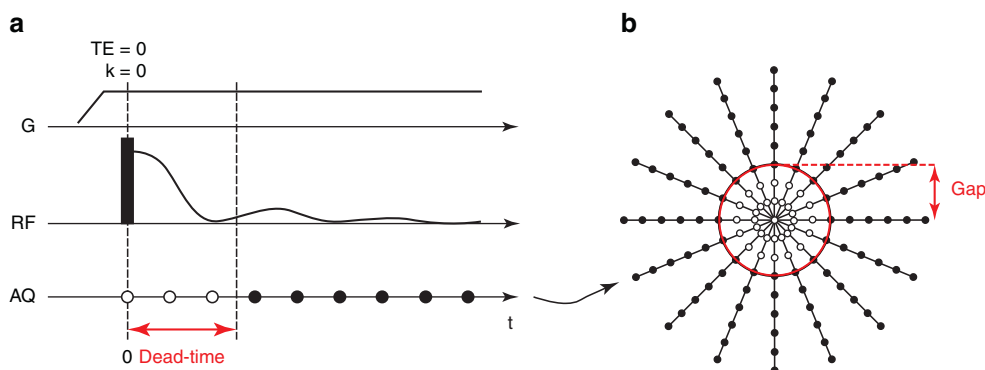 a
TE = 0
k = 0
G
RF
AQ
t
0 Dead-time
b
Gap